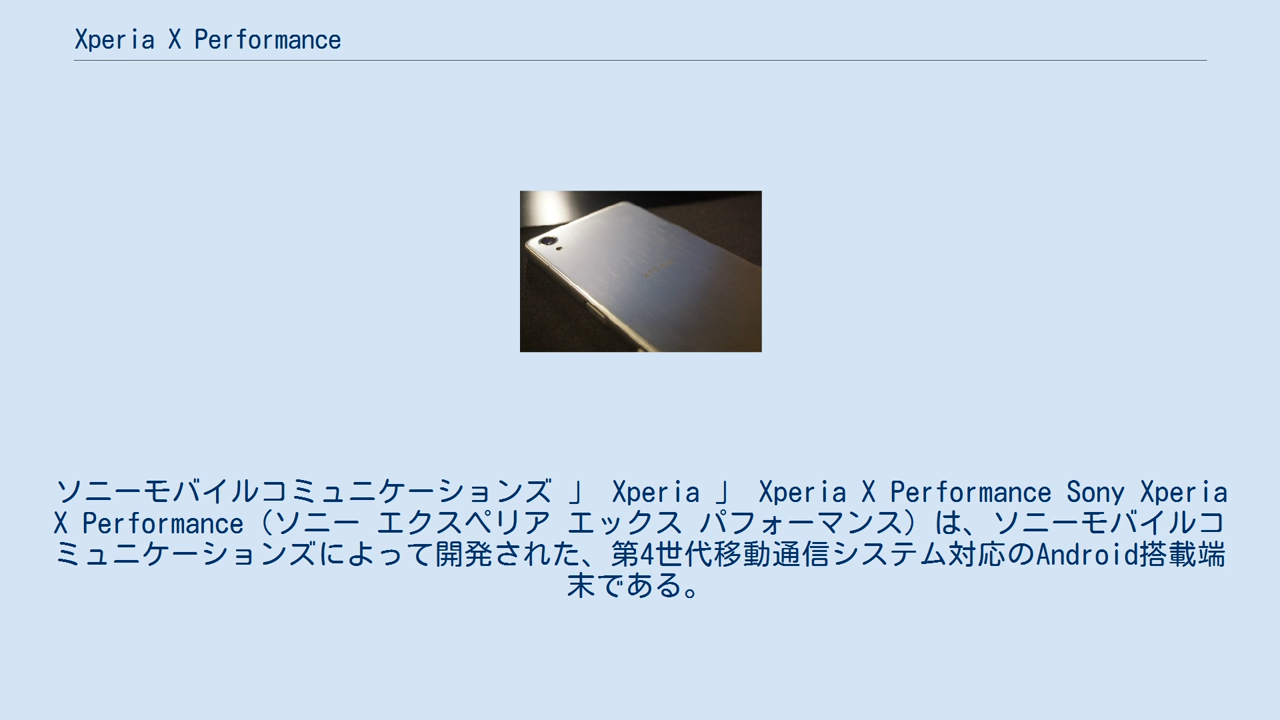 Xperia X Performance
ソニーモバイルコミュニケーションズ 」 Xperia 」 Xperia X Performance Sony Xperia
X Performance（ソニー エクスペリア エックス パフォーマンス）は、ソニーモバイルコ
ミュニケーションズによって開発された、第4世代移動通信システム対応のAndroid搭載端
末である。